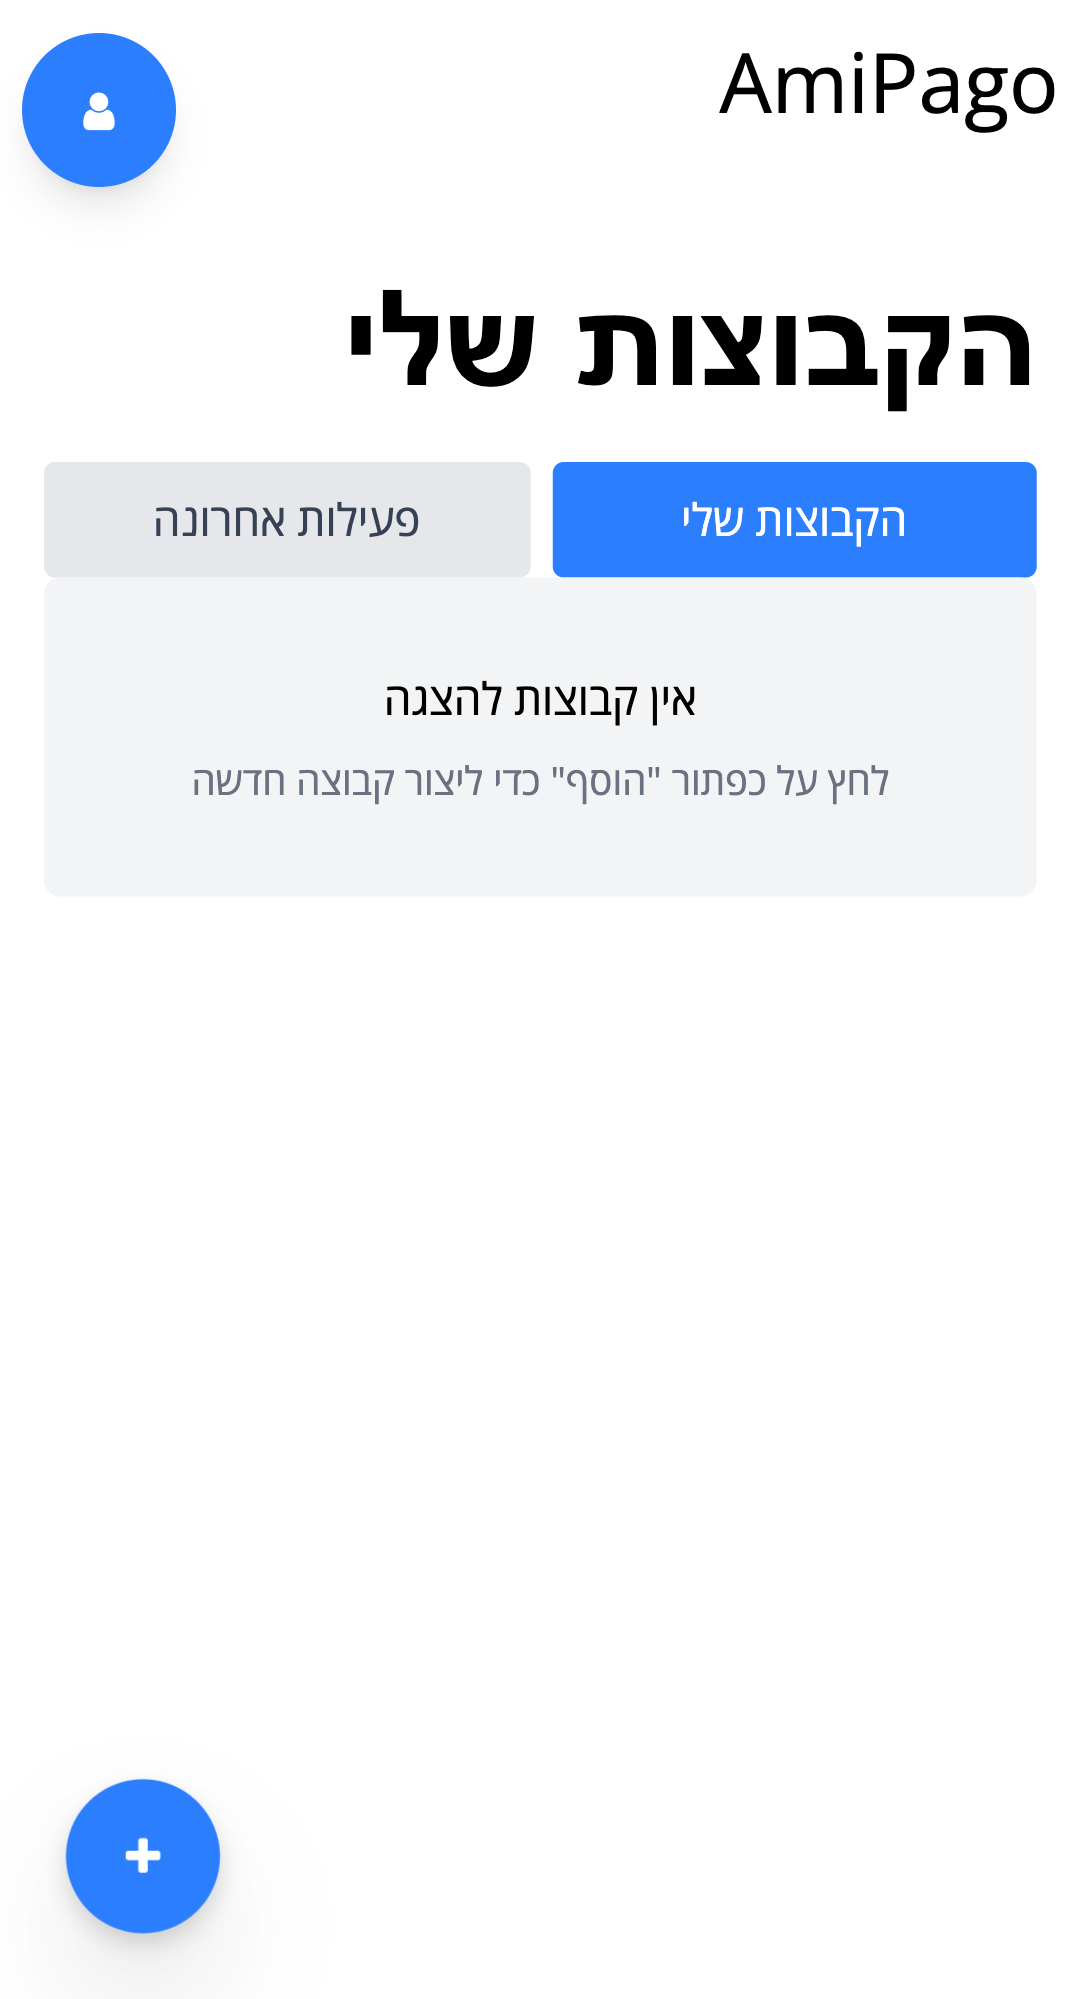 AmiPago
הקבוצות שלי
הקבוצות שלי
פעילות אחרונה
אין קבוצות להצגה
לחץ על כפתור "הוסף" כדי ליצור קבוצה חדשה